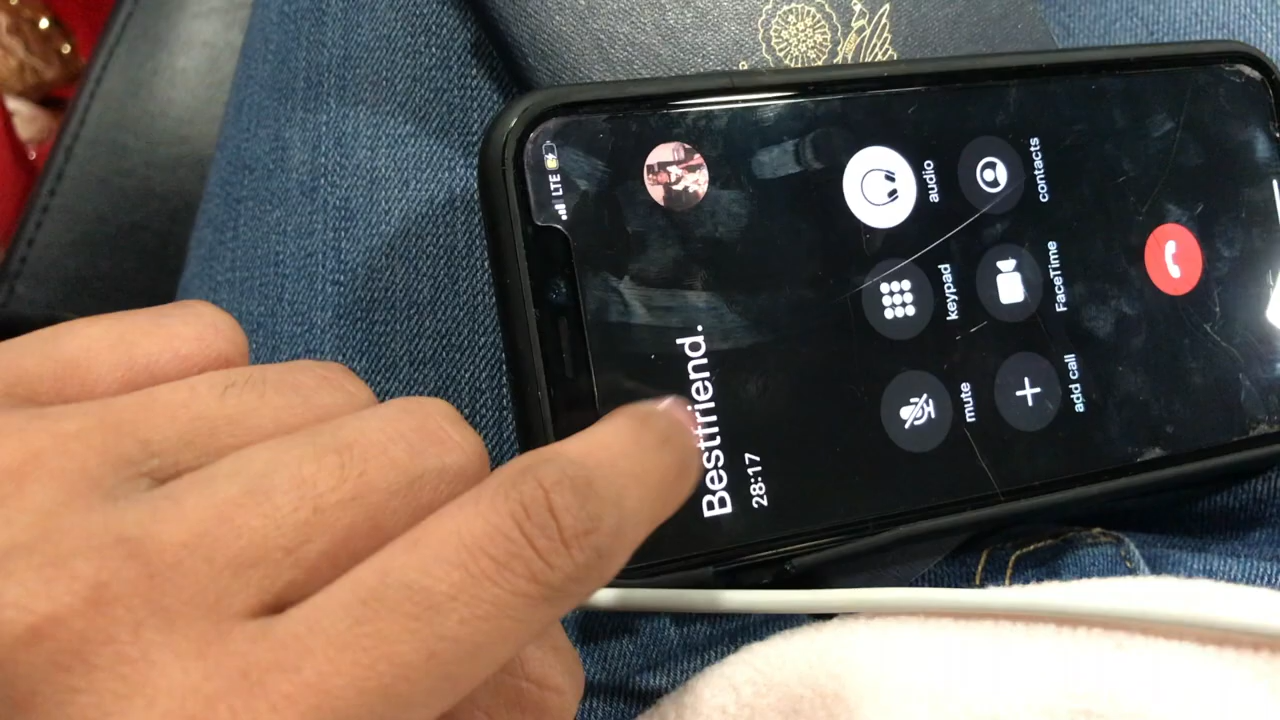 LTE
Bestfriend.
28:17
mute
keypad
audio
add call
FaceTime
contacts